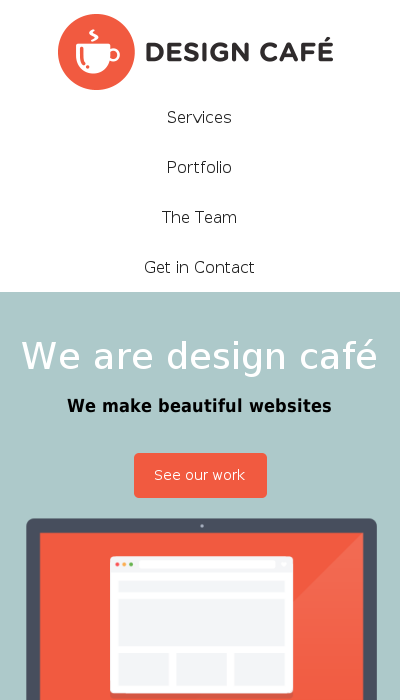 DESIGN CAFÉ
Services
Portfolio
The Team
Get in Contact
We are design café
We make beautiful websites
See our work